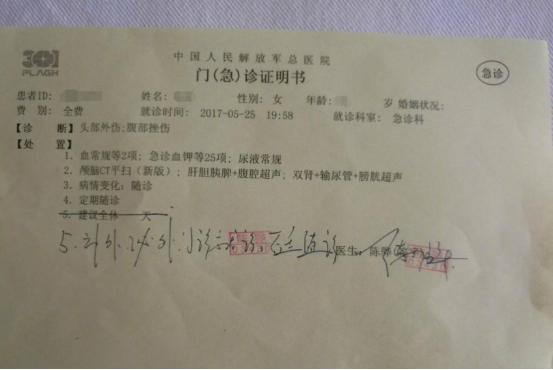 301
PLAGH
中国人民解放军总医院
门(急)诊证明书
急诊
患者ID: 姓名: 性别: 女 年龄: 岁 婚姻状况:
费 别: 全费 就诊时间: 2017-05-25 19:58 就诊科室: 急诊科
【诊 断】头部外伤;腹部挫伤
【处 置】
1. 血常规等2项; 急诊血钾等25项; 尿液常规
2. 颅脑CT平扫(新版); 肝胆胰脾+腹腔超声; 双肾+输尿管+膀胱超声
3. 病情变化: 随诊
4. 定期随诊
5. 建议全休 天
5. 随诊 医生: 陈